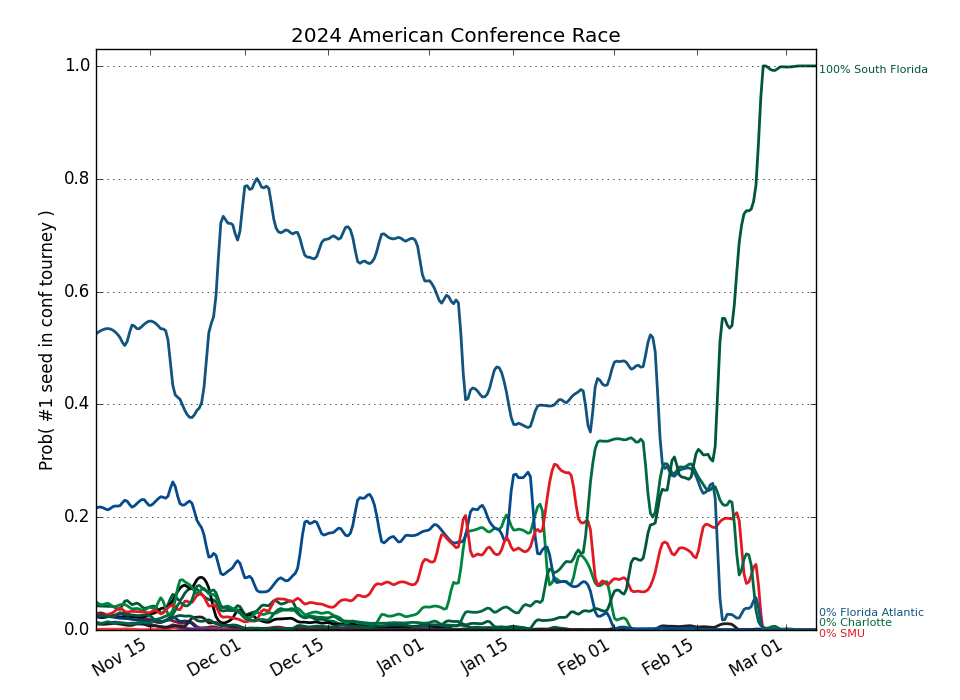 2024 American Conference Race
Prob( #1 seed in conf tourney )
1.0
0.8
0.6
0.4
0.2
0.0
Nov 15
Dec 01
Dec 15
Jan 01
Jan 15
Feb 01
Feb 15
Mar 01
100% South Florida
0% Florida Atlantic
0% Charlotte
0% SMU